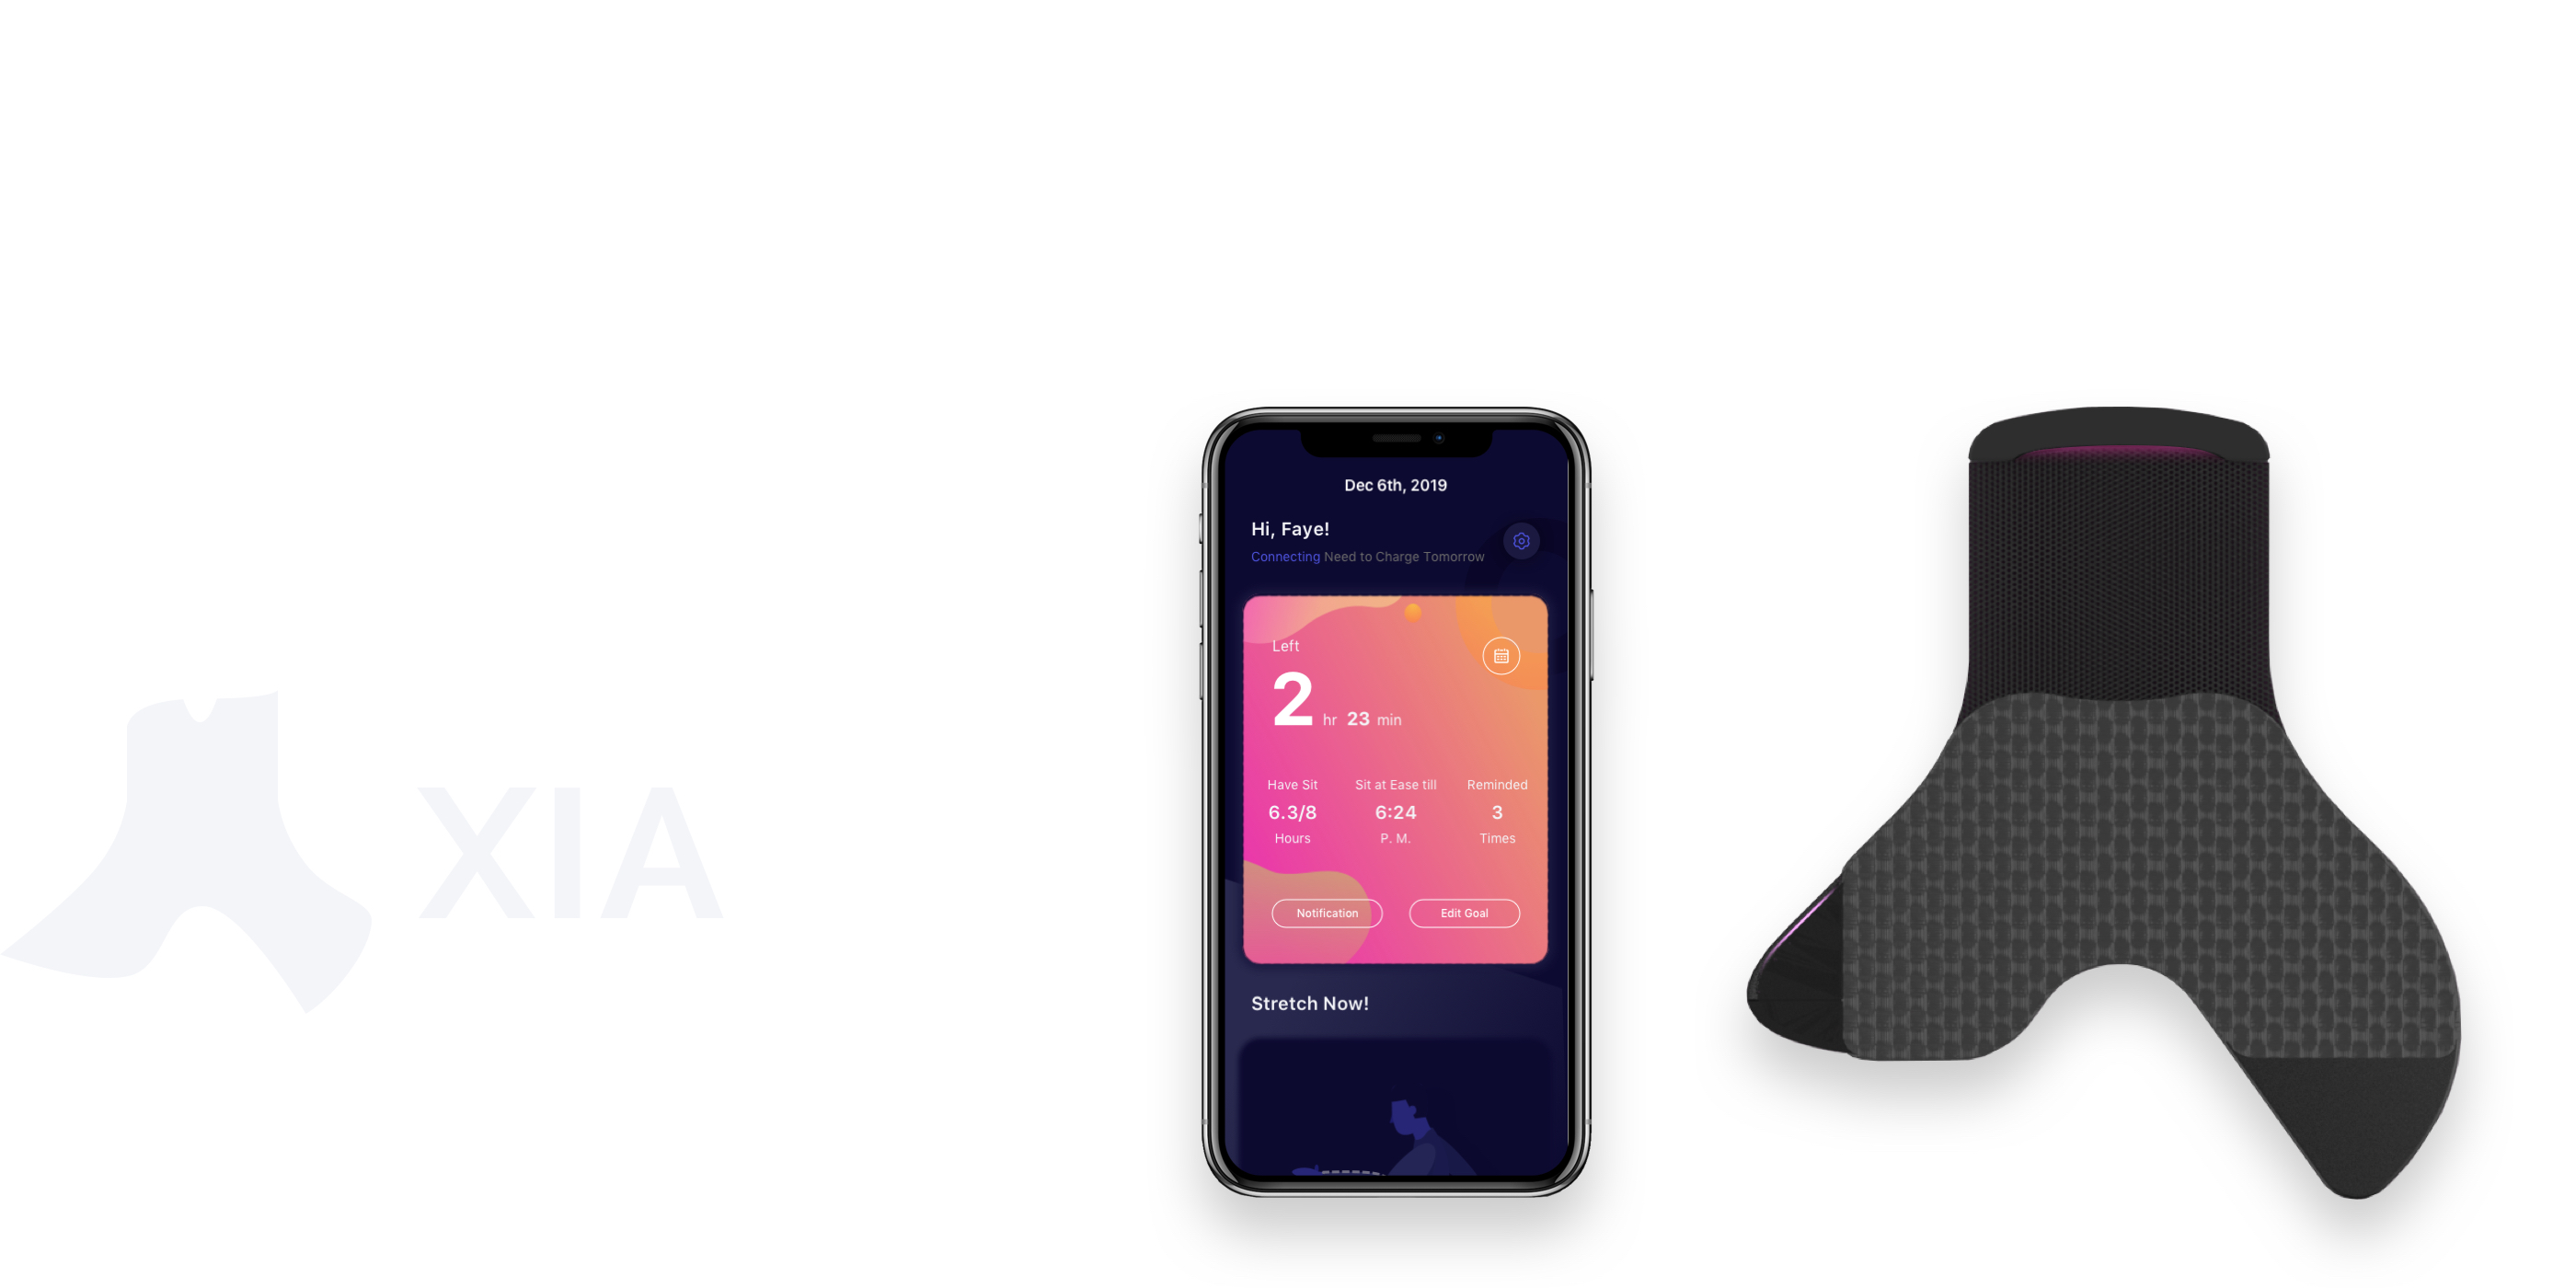 XIA
Dec 6th, 2019
Hi, Faye!
Connecting Need to Charge Tomorrow
Left
2 hr 23 min
Have Sit
6.3/8
Hours
Sit at Ease till
6:24
P. M.
Reminded
3
Times
Notification
Edit Goal
Stretch Now!